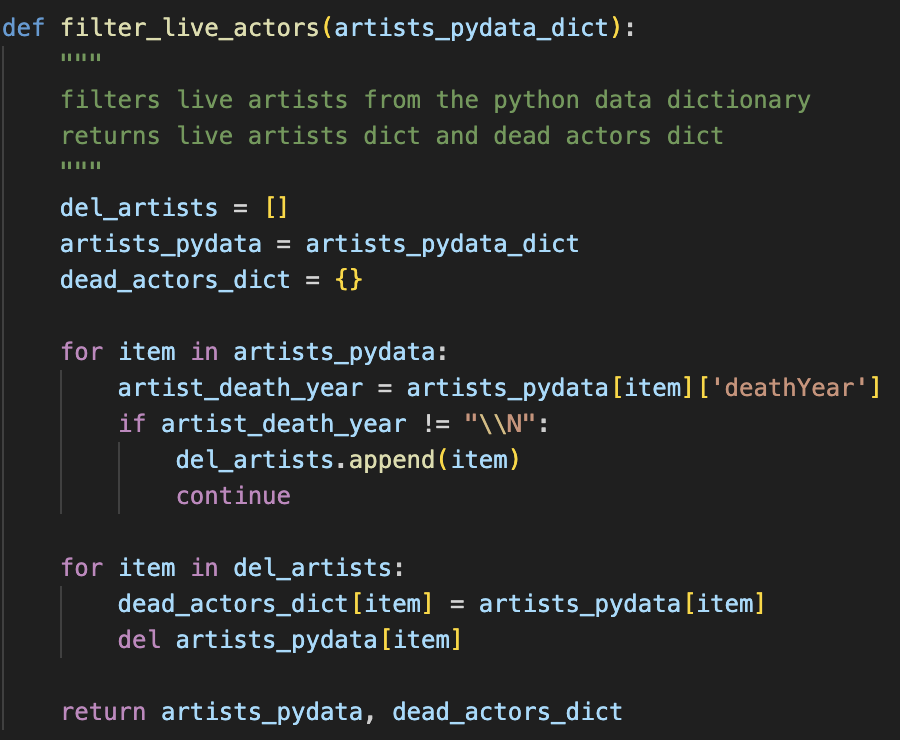 def filter_live_actors(artists_pydata_dict):
    """
    filters live artists from the python data dictionary
    returns live artists dict and dead actors dict
    """
    del_artists = []
    artists_pydata = artists_pydata_dict
    dead_actors_dict = {}

    for item in artists_pydata:
        artist_death_year = artists_pydata[item]['deathYear']
        if artist_death_year != "\\N":
            del_artists.append(item)
            continue

    for item in del_artists:
        dead_actors_dict[item] = artists_pydata[item]
        del artists_pydata[item]

    return artists_pydata, dead_actors_dict